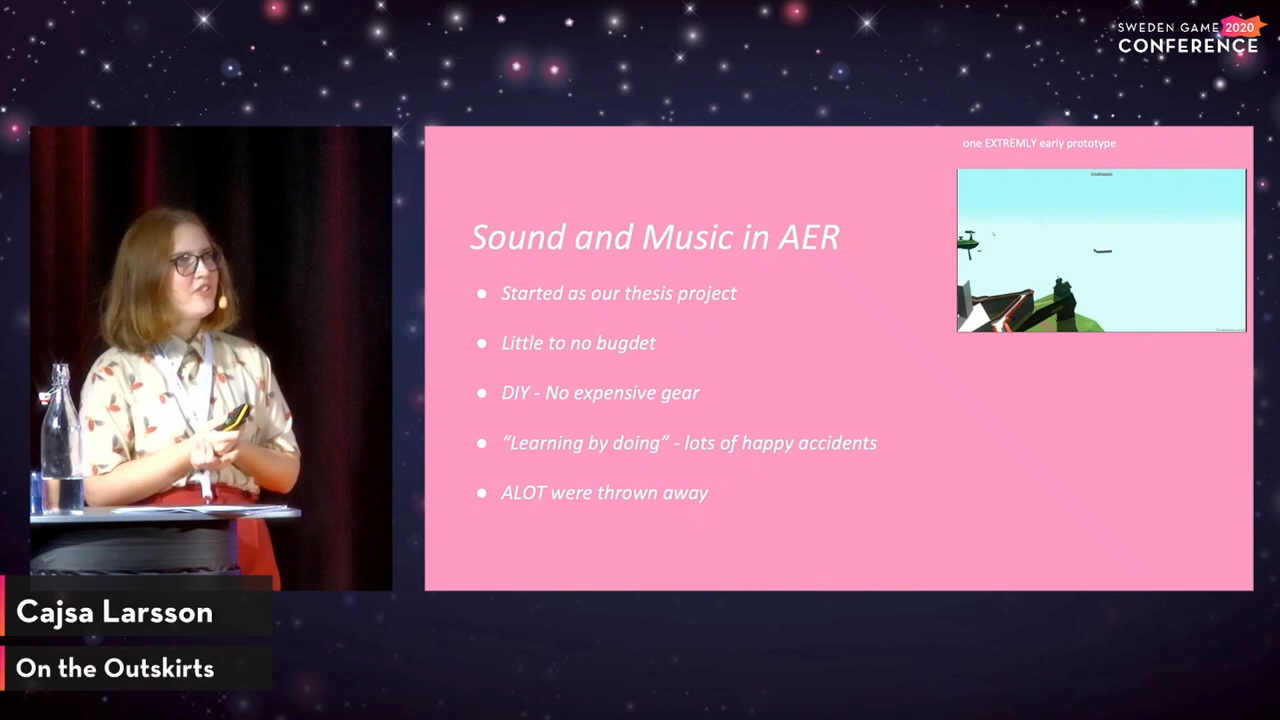 SWEDEN GAME 2020
CONFERENCE
one EXTREMLY early prototype
Sound and Music in AER
● Started as our thesis project
● Little to no bugdet
● DIY - No expensive gear
● “Learning by doing” - lots of happy accidents
● ALOT were thrown away
Cajsa Larsson
On the Outskirts